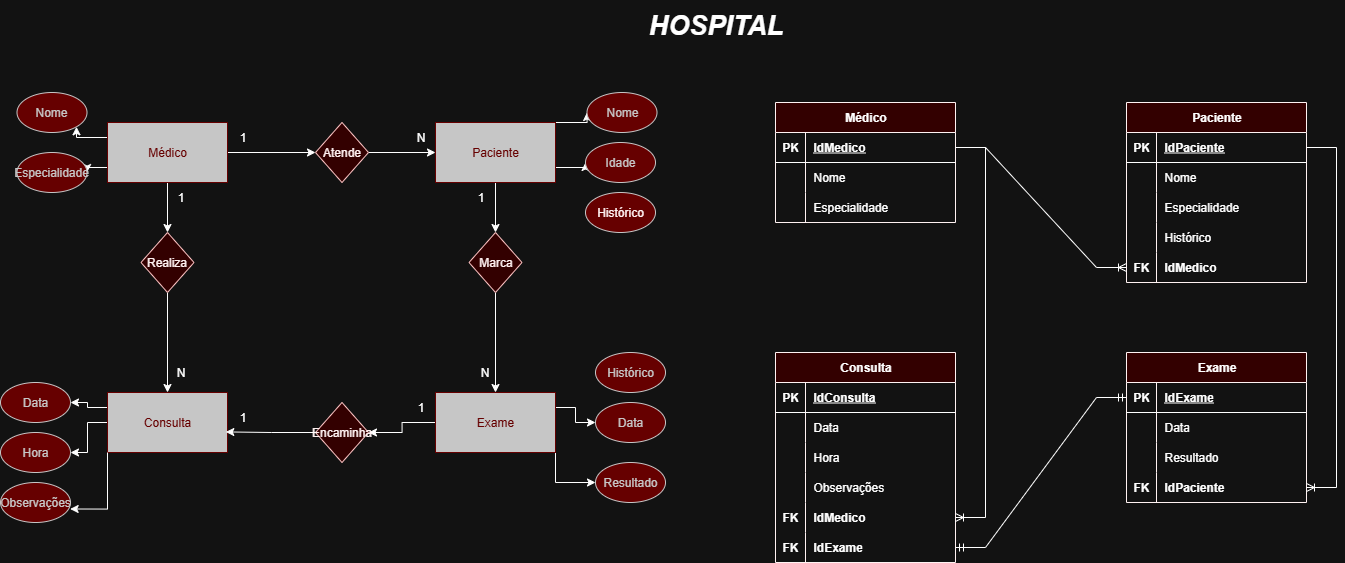 HOSPITAL
Nome
Especialidade
Médico
1
Atende
N
Paciente
Nome
Idade
Histórico
1
Realiza
N
1
Marca
N
Data
Hora
Observações
Consulta
1
Encaminha
1
Exame
Histórico
Data
Resultado
Médico
PK IdMedico
Nome
Especialidade
Paciente
PK IdPaciente
Nome
Especialidade
Histórico
FK IdMedico
Consulta
PK IdConsulta
Data
Hora
Observações
FK IdMedico
FK IdExame
Exame
PK IdExame
Data
Resultado
FK IdPaciente